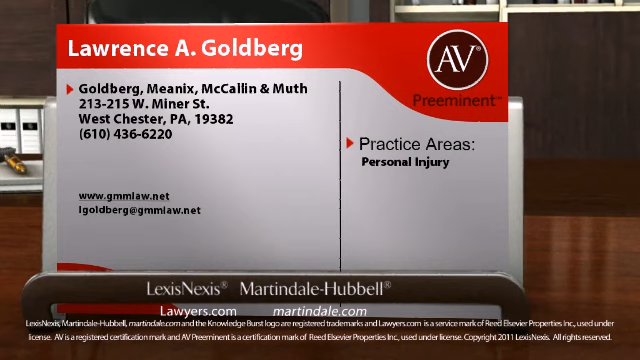 Lawrence A. Goldberg
AV®
Preeminent™
Goldberg, Meanix, McCallin & Muth
213-215 W. Miner St.
West Chester, PA, 19382
(610) 436-6220
www.gmmlaw.net
lgoldberg@gmmlaw.net
Practice Areas:
Personal Injury
LexisNexis® Martindale-Hubbell®
Lawyers.com martindale.com
LexisNexis, Martindale-Hubbell, martindale.com and the Knowledge Burst logo are registered trademarks and Lawyers.com is a service mark of Reed Elsevier Properties Inc., used under
license. AV is a registered certification mark and AV Preeminent is a certification mark of Reed Elsevier Properties Inc., used under license. Copyright 2011 LexisNexis. All rights reserved.